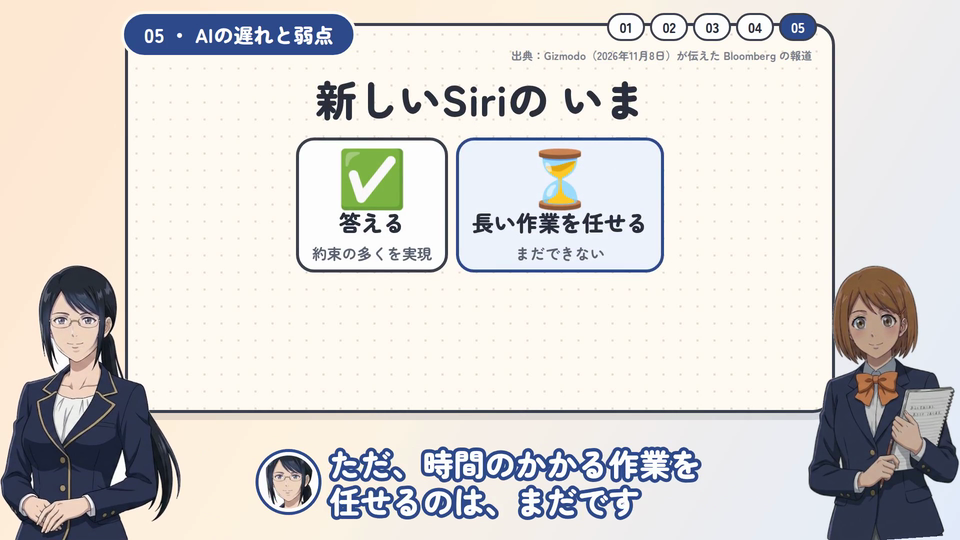 05 ・ AIの遅れと弱点
01 02 03 04 05
出典：Gizmodo（2026年11月8日）が伝えた Bloomberg の報道
新しいSiriの いま
答える
約束の多くを実現
長い作業を任せる
まだできない
ただ、時間のかかる作業を
任せるのは、まだです